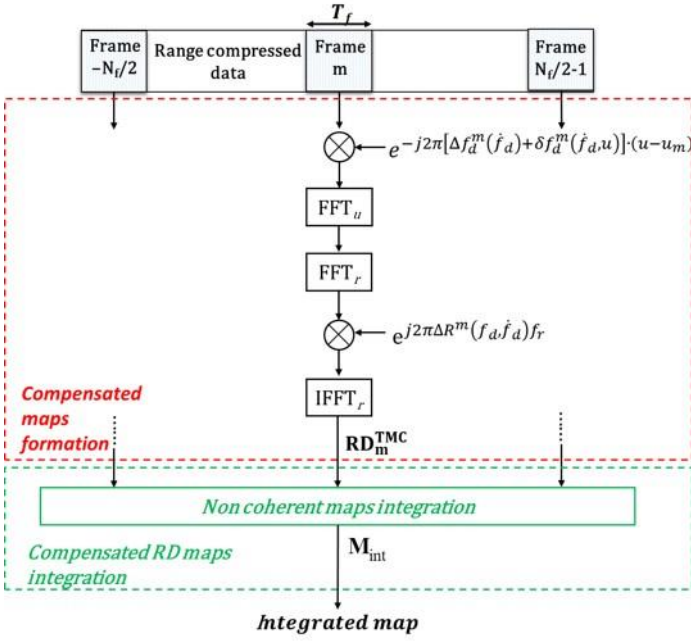 T_f
Frame −N_f/2
Range compressed data
Frame m
Frame N_f/2-1
e^{−j2π[Δf_d^m(ḟ_d)+δf_d^m(ḟ_d,u)]·(u−u_m)}
FFT_u
FFT_r
e^{j2πΔR^m(f_d,ḟ_d)f_r}
IFFT_r
Compensated
maps
formation
RD_m^TMC
Non coherent maps integration
Compensated RD maps
integration
M_int
Integrated map